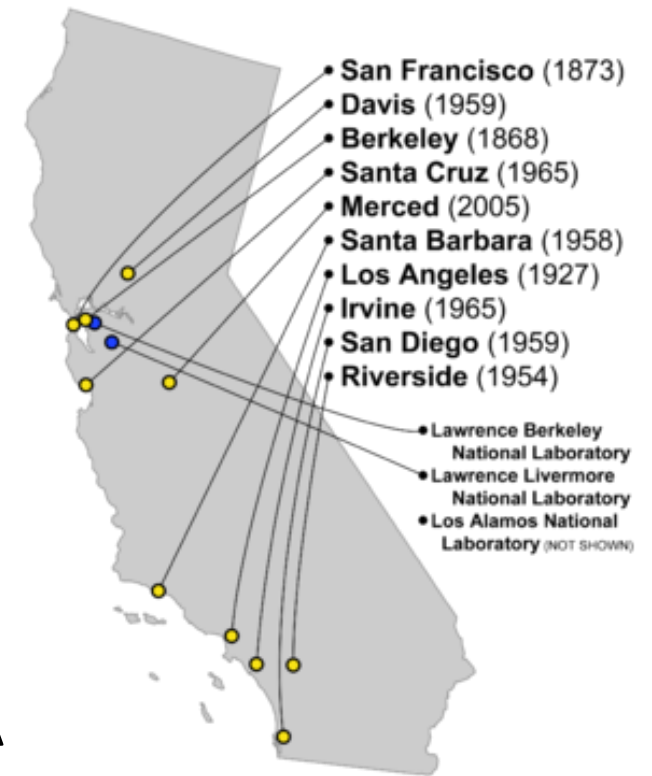 San Francisco (1873)
Davis (1959)
Berkeley (1868)
Santa Cruz (1965)
Merced (2005)
Santa Barbara (1958)
Los Angeles (1927)
Irvine (1965)
San Diego (1959)
Riverside (1954)
Lawrence Berkeley
National Laboratory
Lawrence Livermore
National Laboratory
Los Alamos National
Laboratory (NOT SHOWN)